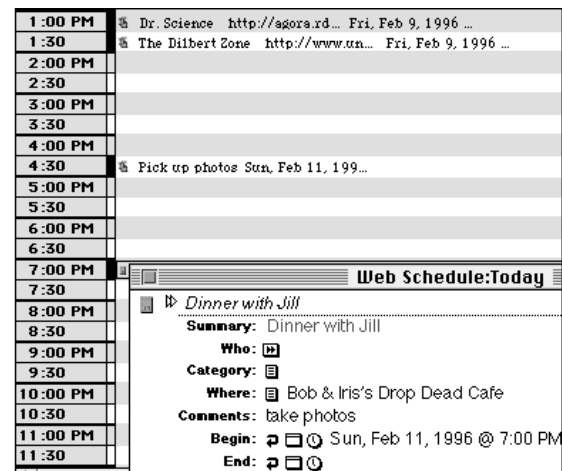 1:00 PM Dr. Science http://agora.rd... Fri, Feb 9, 1996 ...
1:30 The Dilbert Zone http://www.un... Fri, Feb 9, 1996 ...
2:00 PM
2:30
3:00 PM
3:30
4:00 PM
4:30 Pick up photos Sun, Feb 11, 199...
5:00 PM
5:30
6:00 PM
6:30
7:00 PM
7:30
8:00 PM
8:30
9:00 PM
9:30
10:00 PM
10:30
11:00 PM
11:30
Web Schedule:Today
Dinner with Jill
Summary: Dinner with Jill
Who:
Category:
Where: Bob & Iris's Drop Dead Cafe
Comments: take photos
Begin: Sun, Feb 11, 1996 @ 7:00 PM
End: